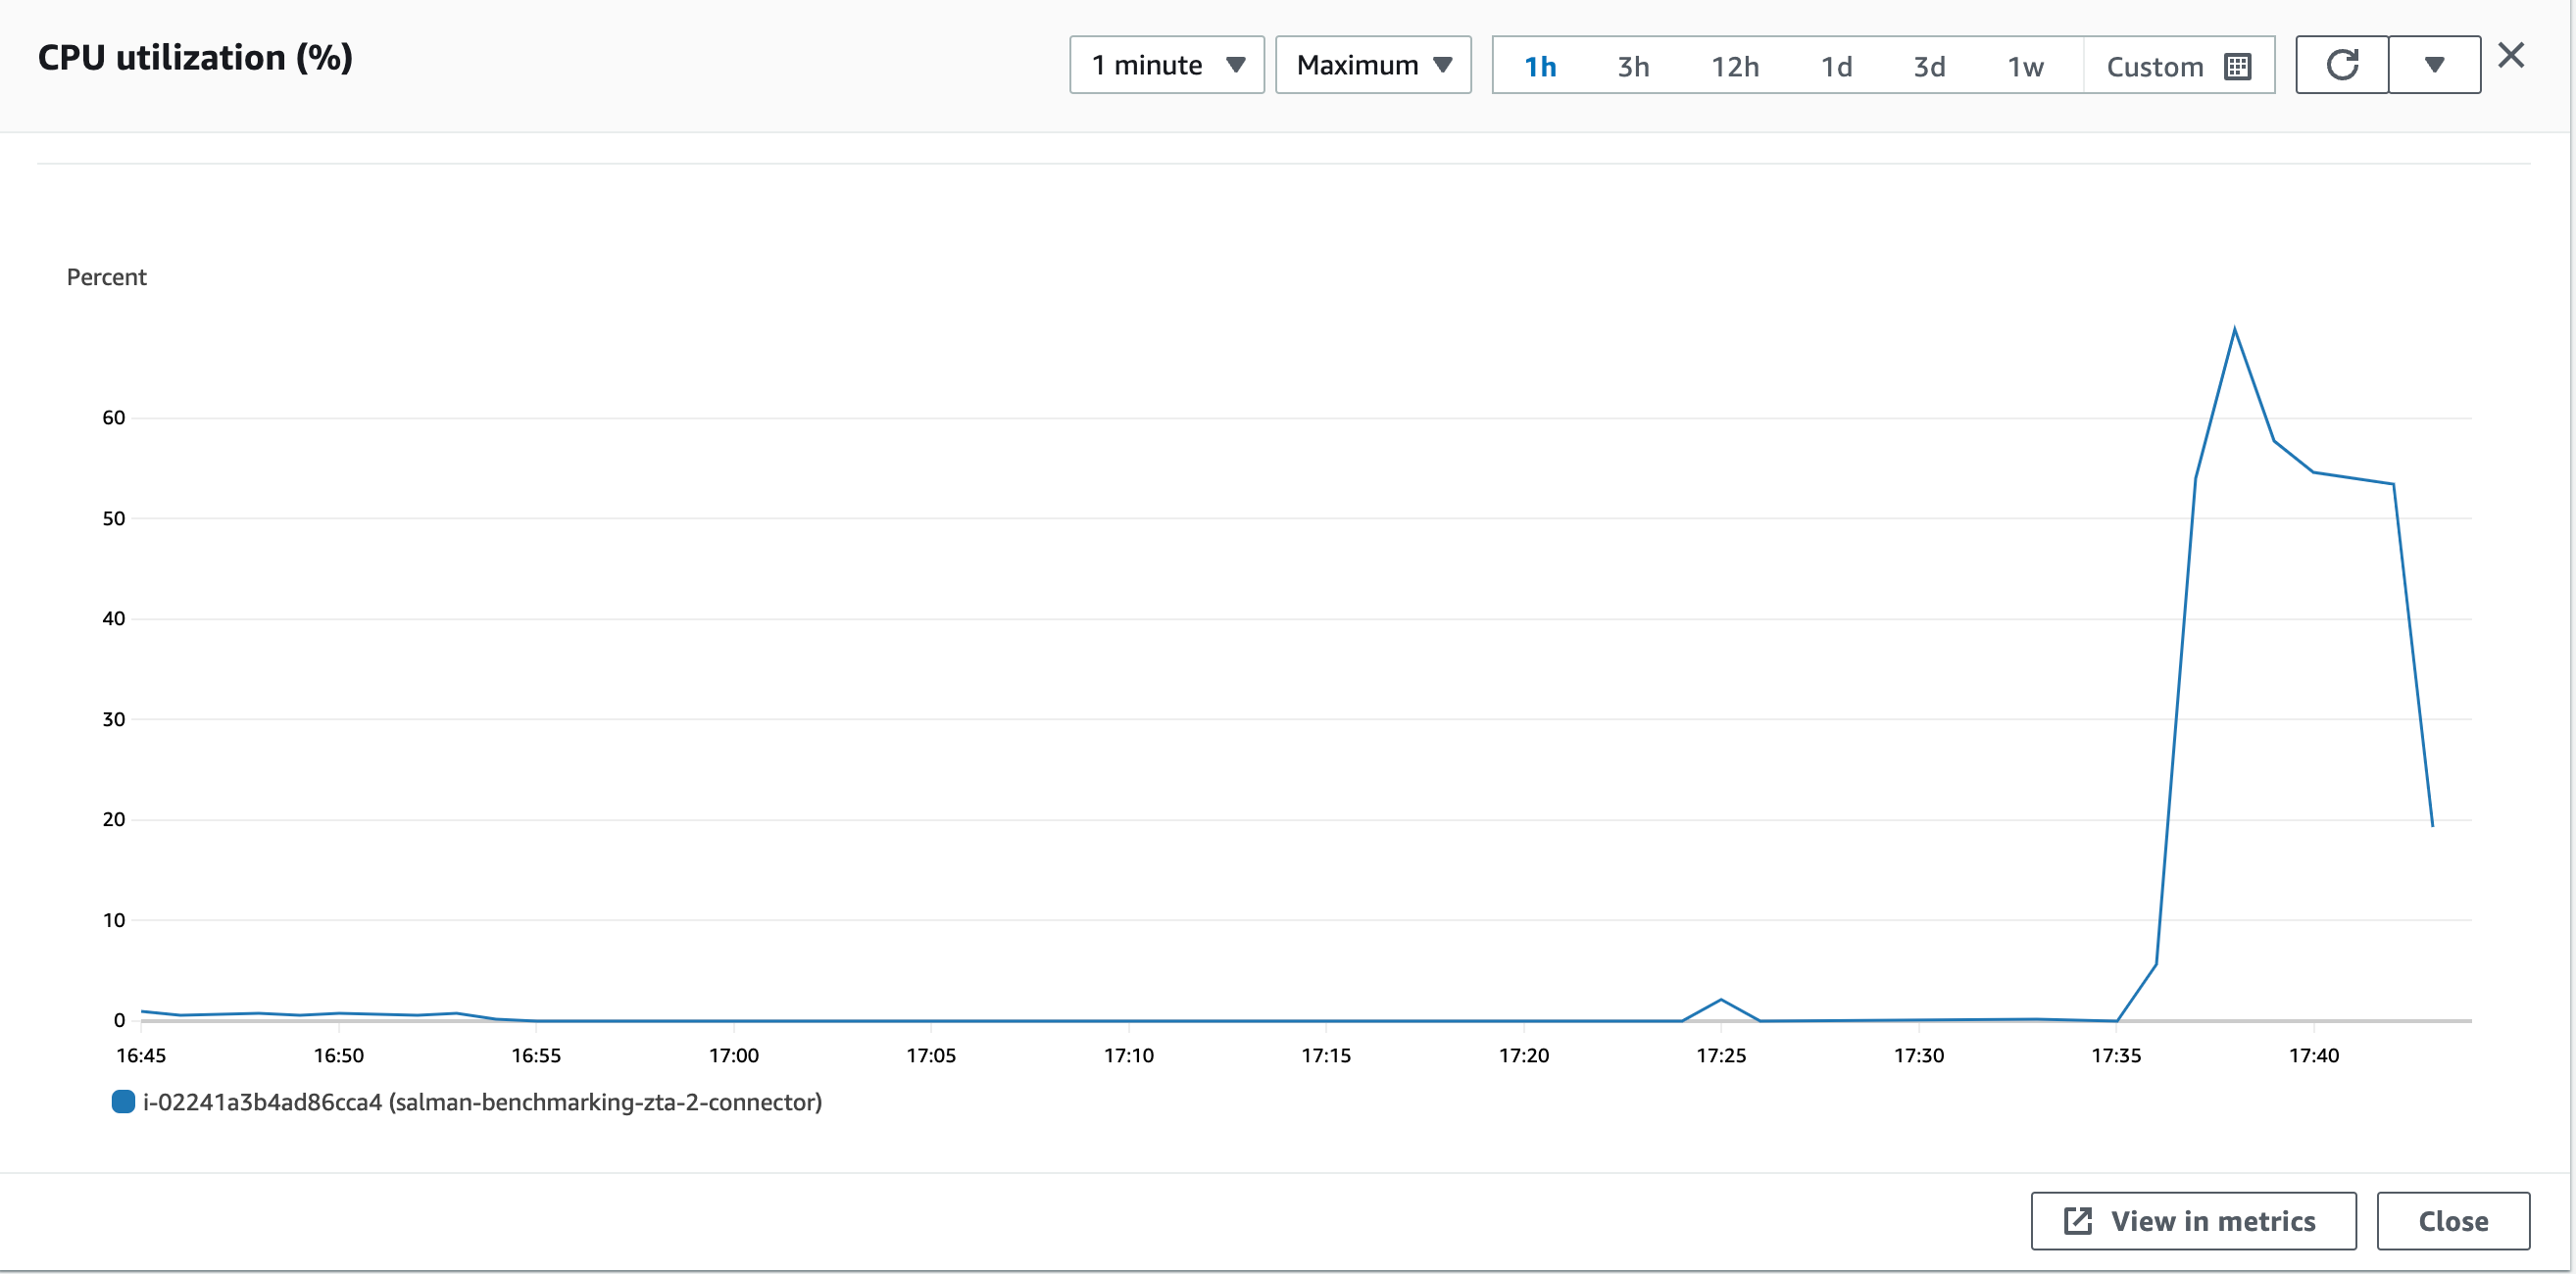 CPU utilization (%)
1 minute
Maximum
1h
3h
12h
1d
3d
1w
Custom
Percent
60
50
40
30
20
10
0
16:45
16:50
16:55
17:00
17:05
17:10
17:15
17:20
17:25
17:30
17:35
17:40
i-02241a3b4ad86cca4 (salman-benchmarking-zta-2-connector)
View in metrics
Close